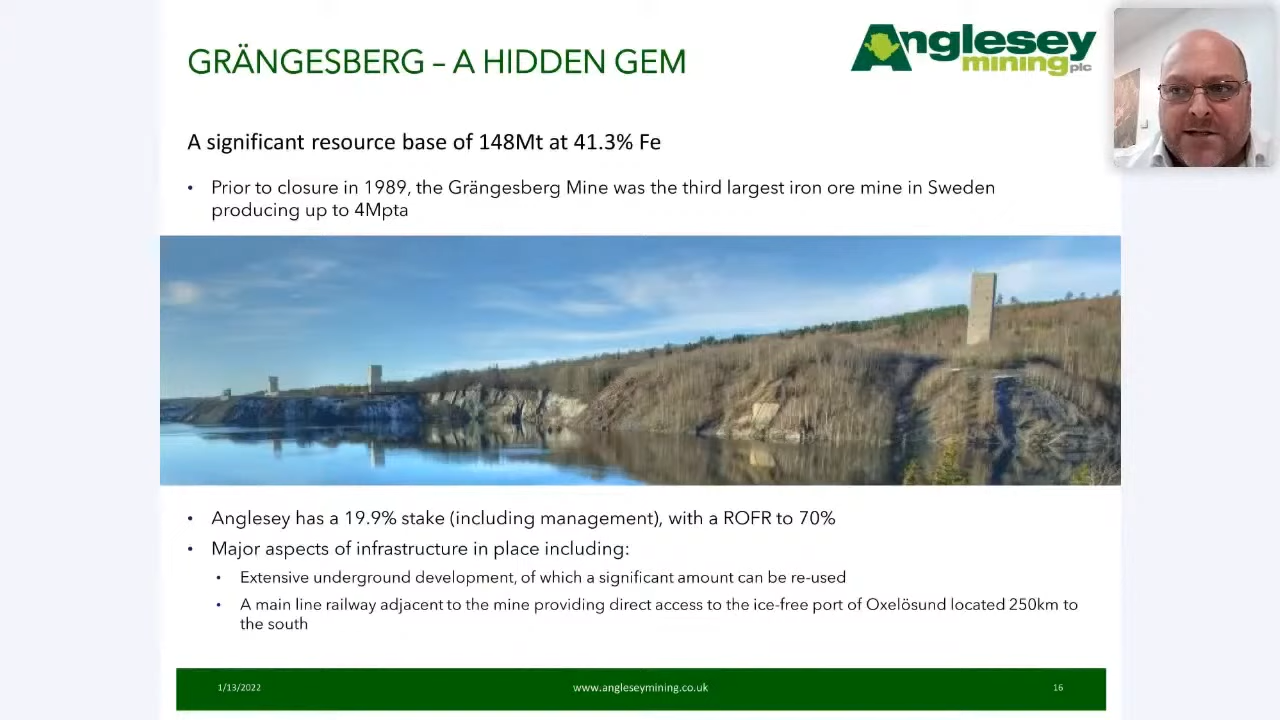 GRÄNGESBERG – A HIDDEN GEM
Anglesey
mining plc
A significant resource base of 148Mt at 41.3% Fe
• Prior to closure in 1989, the Grängesberg Mine was the third largest iron ore mine in Sweden
producing up to 4Mpta
• Anglesey has a 19.9% stake (including management), with a ROFR to 70%
• Major aspects of infrastructure in place including:
• Extensive underground development, of which a significant amount can be re-used
• A main line railway adjacent to the mine providing direct access to the ice-free port of Oxelösund located 250km to
the south
1/13/2022
www.angleseymining.co.uk
16